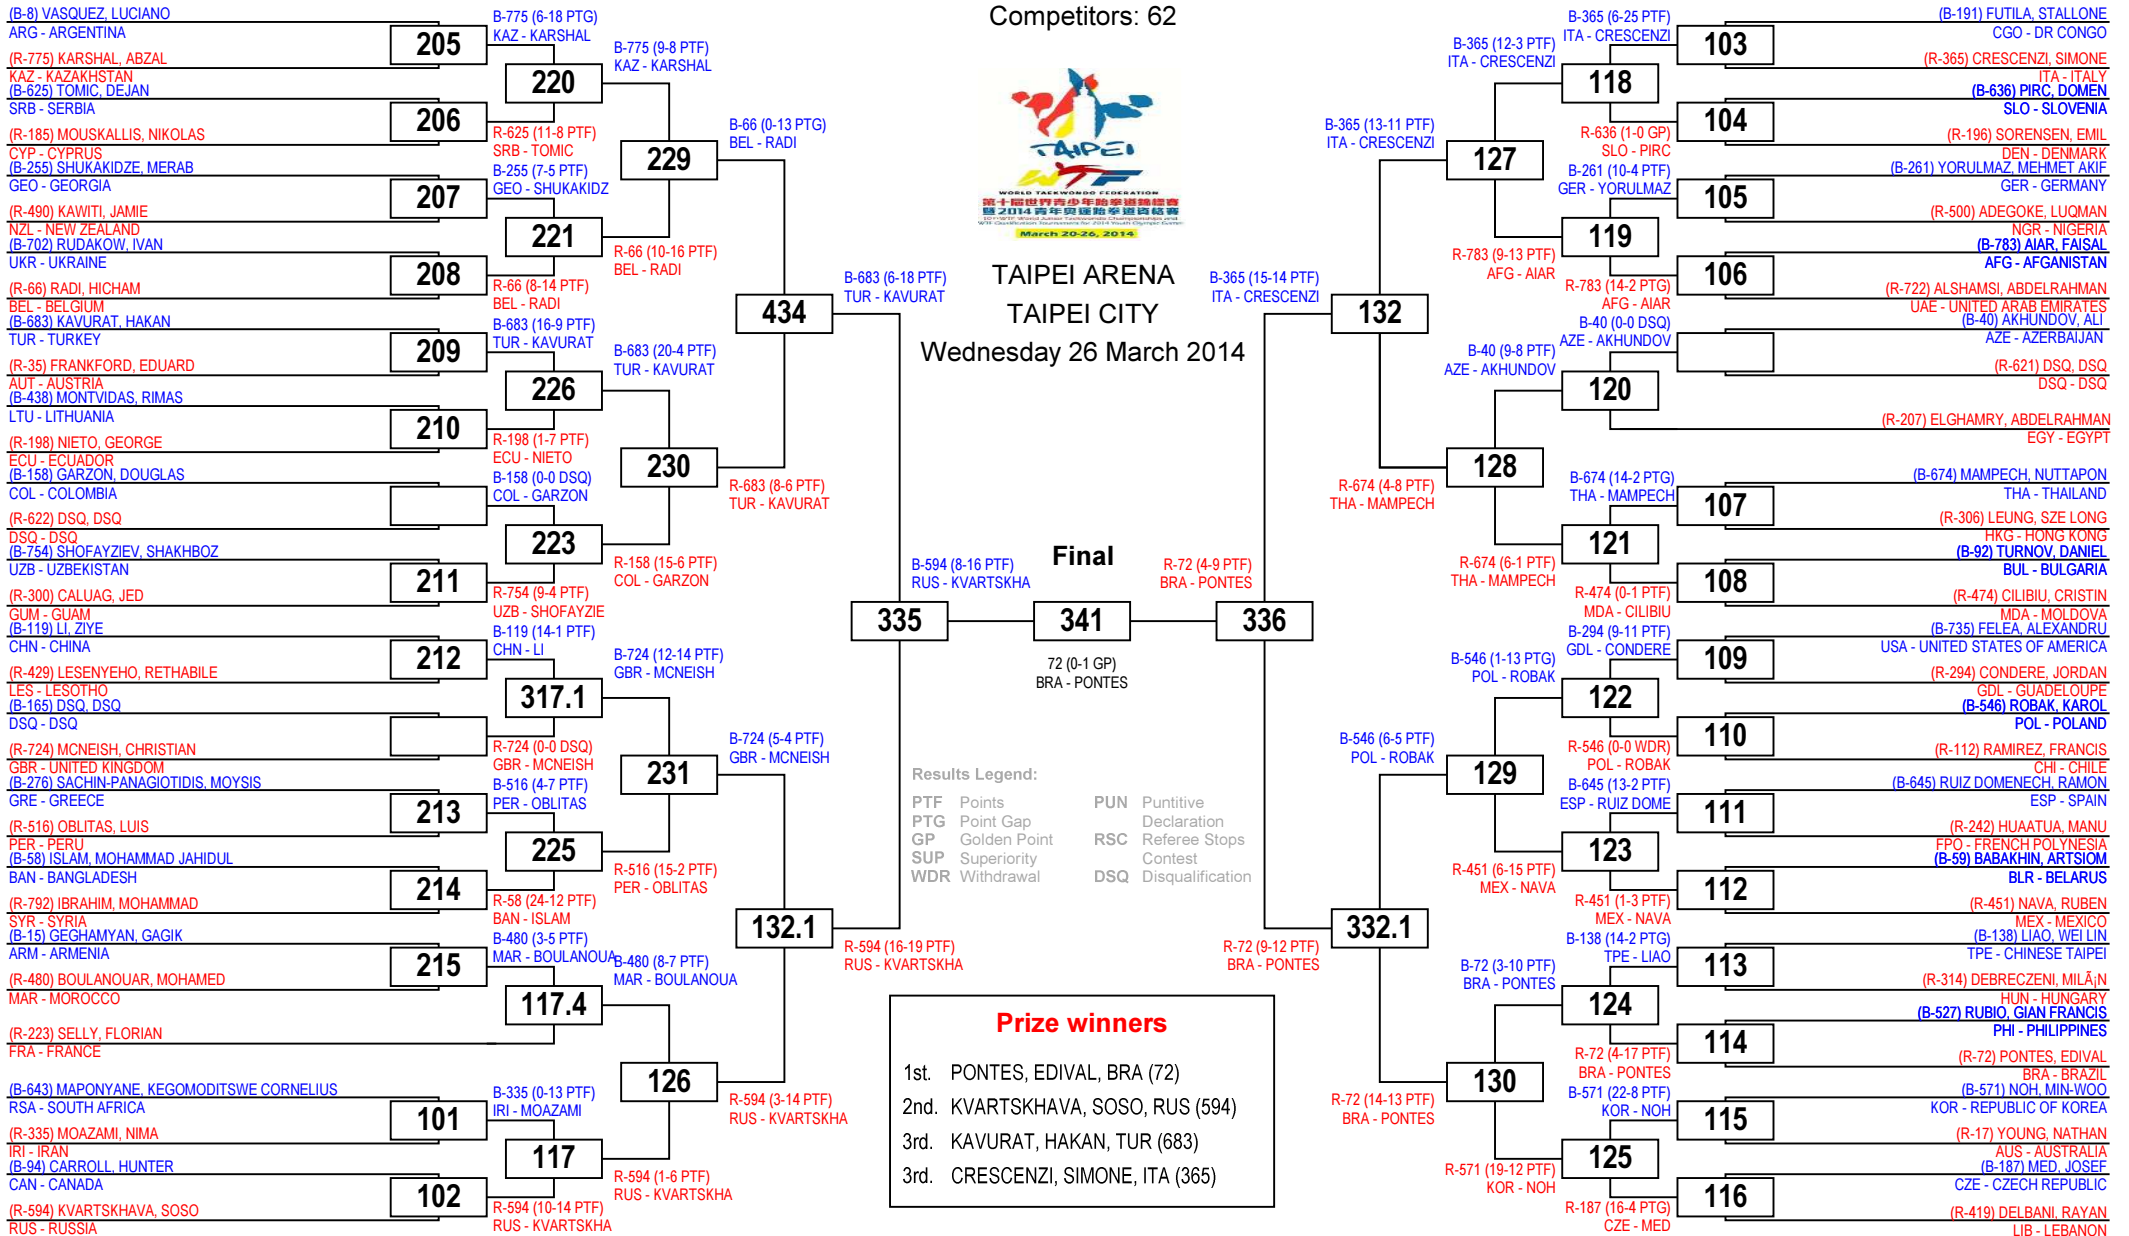 Competitors: 62
TAIPEI
WTF
WORLD TAEKWONDO FEDERATION
第十屆世界青少年跆拳道錦標賽
暨2014青年奧運跆拳道資格賽
March 20-26, 2014
TAIPEI ARENA
TAIPEI CITY
Wednesday 26 March 2014
(B-8) VASQUEZ, LUCIANO
ARG - ARGENTINA
(R-775) KARSHAL, ABZAL
KAZ - KAZAKHSTAN
(B-625) TOMIC, DEJAN
SRB - SERBIA
(R-185) MOUSKALLIS, NIKOLAS
CYP - CYPRUS
(B-255) SHUKAKIDZE, MERAB
GEO - GEORGIA
(R-490) KAWITI, JAMIE
NZL - NEW ZEALAND
(B-702) RUDAKOW, IVAN
UKR - UKRAINE
(R-66) RADI, HICHAM
BEL - BELGIUM
(B-683) KAVURAT, HAKAN
TUR - TURKEY
(R-35) FRANKFORD, EDUARD
AUT - AUSTRIA
(B-438) MONTVIDAS, RIMAS
LTU - LITHUANIA
(R-198) NIETO, GEORGE
ECU - ECUADOR
(B-158) GARZON, DOUGLAS
COL - COLOMBIA
(R-622) DSQ, DSQ
DSQ - DSQ
(B-754) SHOFAYZIEV, SHAKHBOZ
UZB - UZBEKISTAN
(R-300) CALUAG, JED
GUM - GUAM
(B-119) LI, ZIYE
CHN - CHINA
(R-429) LESENYEHO, RETHABILE
LES - LESOTHO
(B-165) DSQ, DSQ
DSQ - DSQ
(R-724) MCNEISH, CHRISTIAN
GBR - UNITED KINGDOM
(B-276) SACHIN-PANAGIOTIDIS, MOYSIS
GRE - GREECE
(R-516) OBLITAS, LUIS
PER - PERU
(B-58) ISLAM, MOHAMMAD JAHIDUL
BAN - BANGLADESH
(R-792) IBRAHIM, MOHAMMAD
SYR - SYRIA
(B-15) GEGHAMYAN, GAGIK
ARM - ARMENIA
(R-480) BOULANOUAR, MOHAMED
MAR - MOROCCO
(R-223) SELLY, FLORIAN
FRA - FRANCE
(B-643) MAPONYANE, KEGOMODITSWE CORNELIUS
RSA - SOUTH AFRICA
(R-335) MOAZAMI, NIMA
IRI - IRAN
(B-94) CARROLL, HUNTER
CAN - CANADA
(R-594) KVARTSKHAVA, SOSO
RUS - RUSSIA
205
206
207
208
209
210
211
212
213
214
215
101
102
B-775 (6-18 PTG)
KAZ - KARSHAL
R-625 (11-8 PTF)
SRB - TOMIC
B-255 (7-5 PTF)
GEO - SHUKAKIDZ
R-66 (8-14 PTF)
BEL - RADI
B-683 (16-9 PTF)
TUR - KAVURAT
R-198 (1-7 PTF)
ECU - NIETO
B-158 (0-0 DSQ)
COL - GARZON
R-754 (9-4 PTF)
UZB - SHOFAYZIE
B-119 (14-1 PTF)
CHN - LI
R-724 (0-0 DSQ)
GBR - MCNEISH
B-516 (4-7 PTF)
PER - OBLITAS
R-58 (24-12 PTF)
BAN - ISLAM
B-480 (3-5 PTF)
MAR - BOULANOUA
B-335 (0-13 PTF)
IRI - MOAZAMI
R-594 (10-14 PTF)
RUS - KVARTSKHA
220
221
226
223
317.1
225
117.4
117
B-775 (9-8 PTF)
KAZ - KARSHAL
R-66 (10-16 PTF)
BEL - RADI
B-683 (20-4 PTF)
TUR - KAVURAT
R-158 (15-6 PTF)
COL - GARZON
B-724 (12-14 PTF)
GBR - MCNEISH
R-516 (15-2 PTF)
PER - OBLITAS
B-480 (8-7 PTF)
MAR - BOULANOUA
R-594 (1-6 PTF)
RUS - KVARTSKHA
229
230
231
126
B-66 (0-13 PTG)
BEL - RADI
R-683 (8-6 PTF)
TUR - KAVURAT
B-724 (5-4 PTF)
GBR - MCNEISH
R-594 (3-14 PTF)
RUS - KVARTSKHA
434
132.1
B-683 (6-18 PTF)
TUR - KAVURAT
R-594 (16-19 PTF)
RUS - KVARTSKHA
335
B-594 (8-16 PTF)
RUS - KVARTSKHA
Final
341
72 (0-1 GP)
BRA - PONTES
R-72 (4-9 PTF)
BRA - PONTES
336
B-365 (15-14 PTF)
ITA - CRESCENZI
R-72 (9-12 PTF)
BRA - PONTES
132
332.1
B-365 (13-11 PTF)
ITA - CRESCENZI
R-674 (4-8 PTF)
THA - MAMPECH
B-546 (6-5 PTF)
POL - ROBAK
R-72 (14-13 PTF)
BRA - PONTES
127
128
129
130
B-365 (12-3 PTF)
ITA - CRESCENZI
R-783 (9-13 PTF)
AFG - AIAR
B-40 (9-8 PTF)
AZE - AKHUNDOV
R-674 (6-1 PTF)
THA - MAMPECH
B-546 (1-13 PTG)
POL - ROBAK
R-451 (6-15 PTF)
MEX - NAVA
B-72 (3-10 PTF)
BRA - PONTES
R-571 (19-12 PTF)
KOR - NOH
118
119
120
121
122
123
124
125
B-365 (6-25 PTF)
ITA - CRESCENZI
R-636 (1-0 GP)
SLO - PIRC
B-261 (10-4 PTF)
GER - YORULMAZ
R-783 (14-2 PTG)
AFG - AIAR
B-40 (0-0 DSQ)
AZE - AKHUNDOV
B-674 (14-2 PTG)
THA - MAMPECH
R-474 (0-1 PTF)
MDA - CILIBIU
B-294 (9-11 PTF)
GDL - CONDERE
R-546 (0-0 WDR)
POL - ROBAK
B-645 (13-2 PTF)
ESP - RUIZ DOME
R-451 (1-3 PTF)
MEX - NAVA
B-138 (14-2 PTG)
TPE - LIAO
R-72 (4-17 PTF)
BRA - PONTES
B-571 (22-8 PTF)
KOR - NOH
R-187 (16-4 PTG)
CZE - MED
103
104
105
106
107
108
109
110
111
112
113
114
115
116
(B-191) FUTILA, STALLONE
CGO - DR CONGO
(R-365) CRESCENZI, SIMONE
ITA - ITALY
(B-636) PIRC, DOMEN
SLO - SLOVENIA
(R-196) SORENSEN, EMIL
DEN - DENMARK
(B-261) YORULMAZ, MEHMET AKIF
GER - GERMANY
(R-500) ADEGOKE, LUQMAN
NGR - NIGERIA
(B-783) AIAR, FAISAL
AFG - AFGANISTAN
(R-722) ALSHAMSI, ABDELRAHMAN
UAE - UNITED ARAB EMIRATES
(B-40) AKHUNDOV, ALI
AZE - AZERBAIJAN
(R-621) DSQ, DSQ
DSQ - DSQ
(R-207) ELGHAMRY, ABDELRAHMAN
EGY - EGYPT
(B-674) MAMPECH, NUTTAPON
THA - THAILAND
(R-306) LEUNG, SZE LONG
HKG - HONG KONG
(B-92) TURNOV, DANIEL
BUL - BULGARIA
(R-474) CILIBIU, CRISTIN
MDA - MOLDOVA
(B-735) FELEA, ALEXANDRU
USA - UNITED STATES OF AMERICA
(R-294) CONDERE, JORDAN
GDL - GUADELOUPE
(B-546) ROBAK, KAROL
POL - POLAND
(R-112) RAMIREZ, FRANCIS
CHI - CHILE
(B-645) RUIZ DOMENECH, RAMON
ESP - SPAIN
(R-242) HUAATUA, MANU
FPO - FRENCH POLYNESIA
(B-59) BABAKHIN, ARTSIOM
BLR - BELARUS
(R-451) NAVA, RUBEN
MEX - MEXICO
(B-138) LIAO, WEI LIN
TPE - CHINESE TAIPEI
(R-314) DEBRECZENI, MILÃ¡N
HUN - HUNGARY
(B-527) RUBIO, GIAN FRANCIS
PHI - PHILIPPINES
(R-72) PONTES, EDIVAL
BRA - BRAZIL
(B-571) NOH, MIN-WOO
KOR - REPUBLIC OF KOREA
(R-17) YOUNG, NATHAN
AUS - AUSTRALIA
(B-187) MED, JOSEF
CZE - CZECH REPUBLIC
(R-419) DELBANI, RAYAN
LIB - LEBANON
Results Legend:
PTF Points
PTG Point Gap
GP Golden Point
SUP Superiority
WDR Withdrawal
PUN Puntitive
Declaration
RSC Referee Stops
Contest
DSQ Disqualification
Prize winners
1st. PONTES, EDIVAL, BRA (72)
2nd. KVARTSKHAVA, SOSO, RUS (594)
3rd. KAVURAT, HAKAN, TUR (683)
3rd. CRESCENZI, SIMONE, ITA (365)